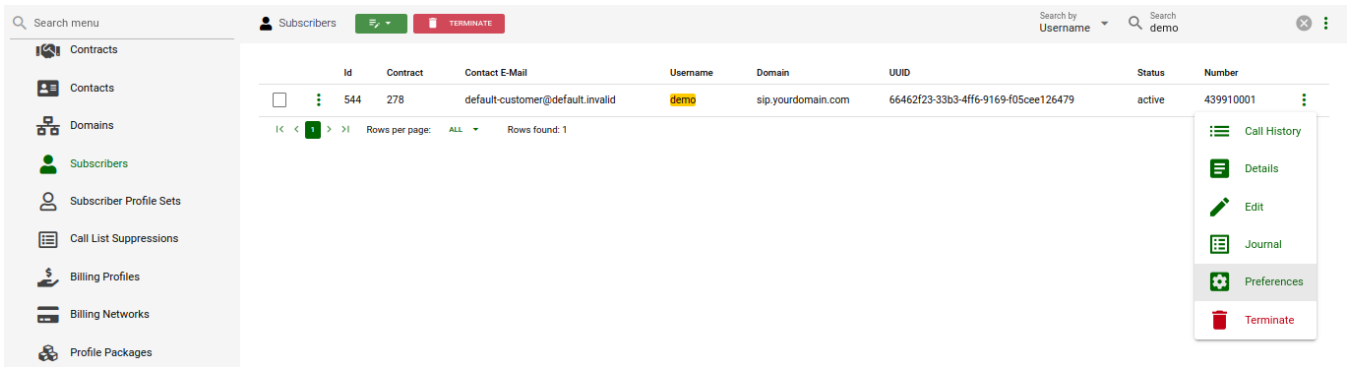 Search menu
Contracts
Contacts
Domains
Subscribers
Subscriber Profile Sets
Call List Suppressions
Billing Profiles
Billing Networks
Profile Packages
Subscribers TERMINATE Search by Username Search demo
Id Contract Contact E-Mail Username Domain UUID Status Number
544 278 default-customer@default.invalid demo sip.yourdomain.com 66462f23-33b3-4ff6-9169-f05cee126479 active 439910001
1 Rows per page: ALL Rows found: 1
Call History
Details
Edit
Journal
Preferences
Terminate